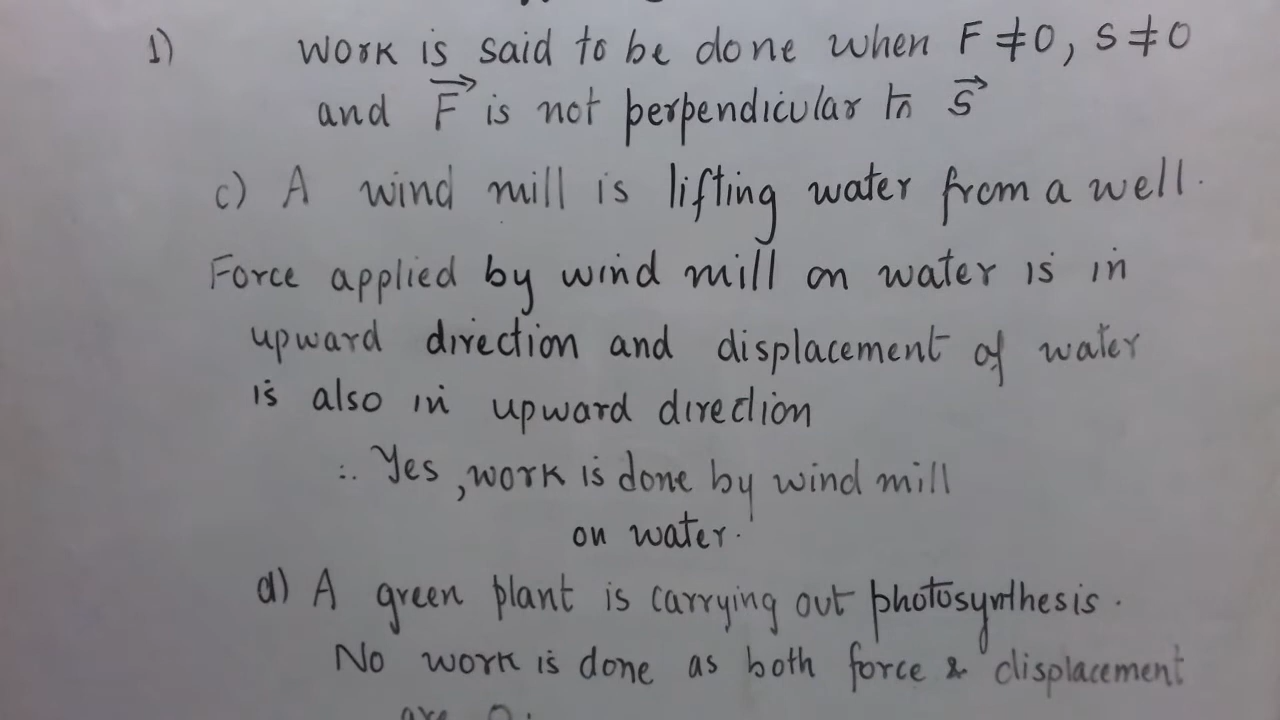 1) work is said to be done when F ≠ 0, s ≠ 0
and F⃗ is not perpendicular to s⃗
c) A wind mill is lifting water from a well.
Force applied by wind mill on water is in
upward direction and displacement of water
is also in upward direction
∴ Yes, work is done by wind mill
on water.
d) A green plant is carrying out photosynthesis.
No work is done as both force & displacement
are 0.